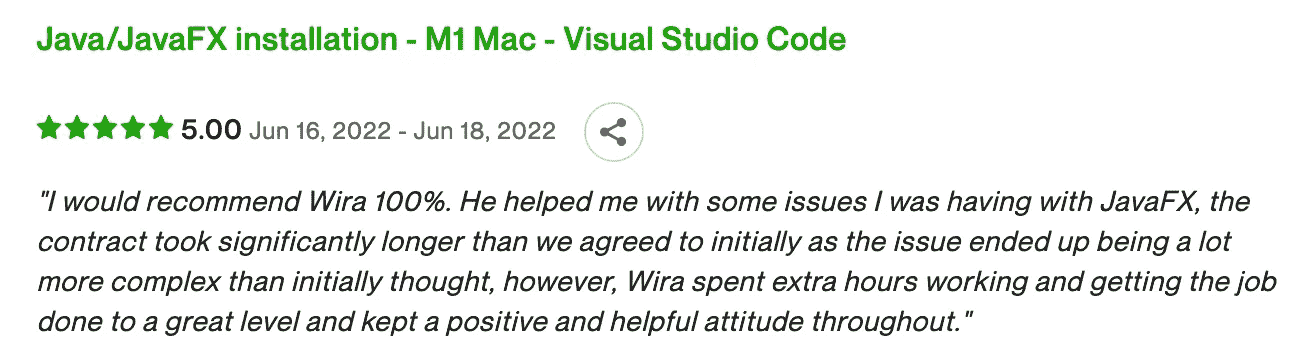 Java/JavaFX installation - M1 Mac - Visual Studio Code
5.00 Jun 16, 2022 - Jun 18, 2022
"I would recommend Wira 100%. He helped me with some issues I was having with JavaFX, the
contract took significantly longer than we agreed to initially as the issue ended up being a lot
more complex than initially thought, however, Wira spent extra hours working and getting the job
done to a great level and kept a positive and helpful attitude throughout."